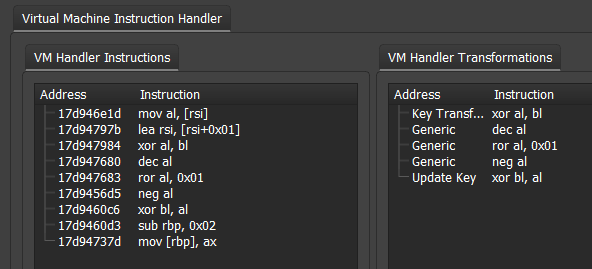 Virtual Machine Instruction Handler
VM Handler Instructions
Address Instruction
17d946e1d mov al, [rsi]
17d94797b lea rsi, [rsi+0x01]
17d947984 xor al, bl
17d947680 dec al
17d947683 ror al, 0x01
17d9456d5 neg al
17d9460c6 xor bl, al
17d9460d3 sub rbp, 0x02
17d94737d mov [rbp], ax
VM Handler Transformations
Address Instruction
Key Transf... xor al, bl
Generic dec al
Generic ror al, 0x01
Generic neg al
Update Key xor bl, al